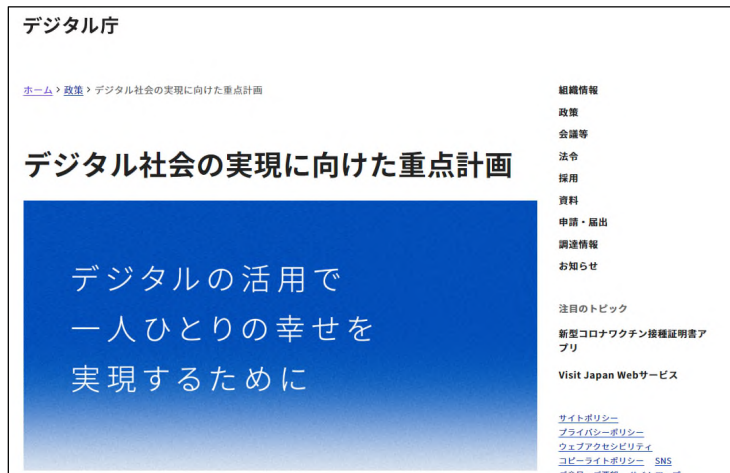 デジタル庁
ホーム > 政策 > デジタル社会の実現に向けた重点計画
デジタル社会の実現に向けた重点計画
デジタルの活用で
一人ひとりの幸せを
実現するために
組織情報
政策
会議等
法令
採用
資料
申請・届出
調達情報
お知らせ
注目のトピック
新型コロナワクチン接種証明書ア
プリ
Visit Japan Webサービス
サイトポリシー
プライバシーポリシー
ウェブアクセシビリティ
コピーライトポリシー SNS